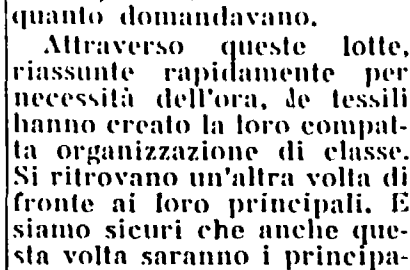 quanto domandavano.
Attraverso queste lotte,
riassunte rapidamente per
necessità dell'ora, le tessili
hanno creato la loro compat-
ta organizzazione di classe.
Si ritrovano un'altra volta di
fronte ai loro principali. E
siamo sicuri che anche que-
sta volta saranno i principa-